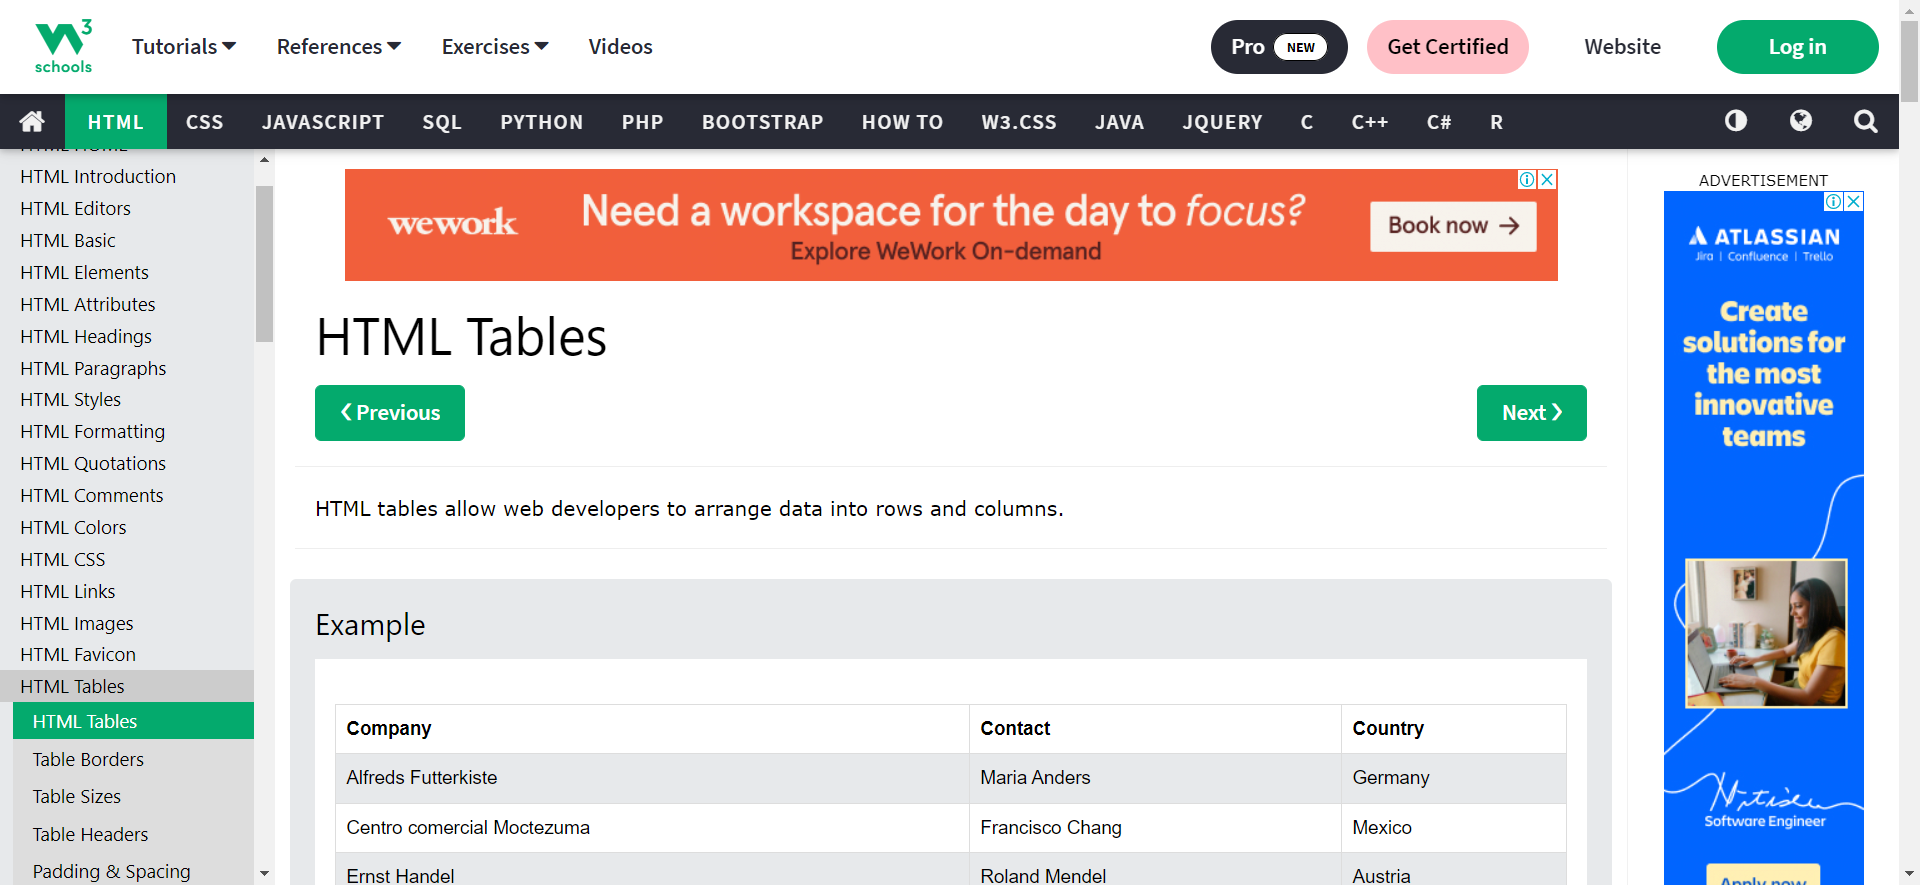 W3 schools
Tutorials
References
Exercises
Videos
Pro NEW
Get Certified
Website
Log in
HTML
CSS
JAVASCRIPT
SQL
PYTHON
PHP
BOOTSTRAP
HOW TO
W3.CSS
JAVA
JQUERY
C
C++
C#
R
HTML HOME
HTML Introduction
HTML Editors
HTML Basic
HTML Elements
HTML Attributes
HTML Headings
HTML Paragraphs
HTML Styles
HTML Formatting
HTML Quotations
HTML Comments
HTML Colors
HTML CSS
HTML Links
HTML Images
HTML Favicon
HTML Tables
HTML Tables
Table Borders
Table Sizes
Table Headers
Padding & Spacing
wework
Need a workspace for the day to focus?
Explore WeWork On-demand
Book now →
HTML Tables
❮ Previous
Next ❯
HTML tables allow web developers to arrange data into rows and columns.
Example
Company Contact Country
Alfreds Futterkiste Maria Anders Germany
Centro comercial Moctezuma Francisco Chang Mexico
Ernst Handel Roland Mendel Austria
ADVERTISEMENT
ATLASSIAN
Jira | Confluence | Trello
Create
solutions for
the most
innovative
teams
Software Engineer
Apply now